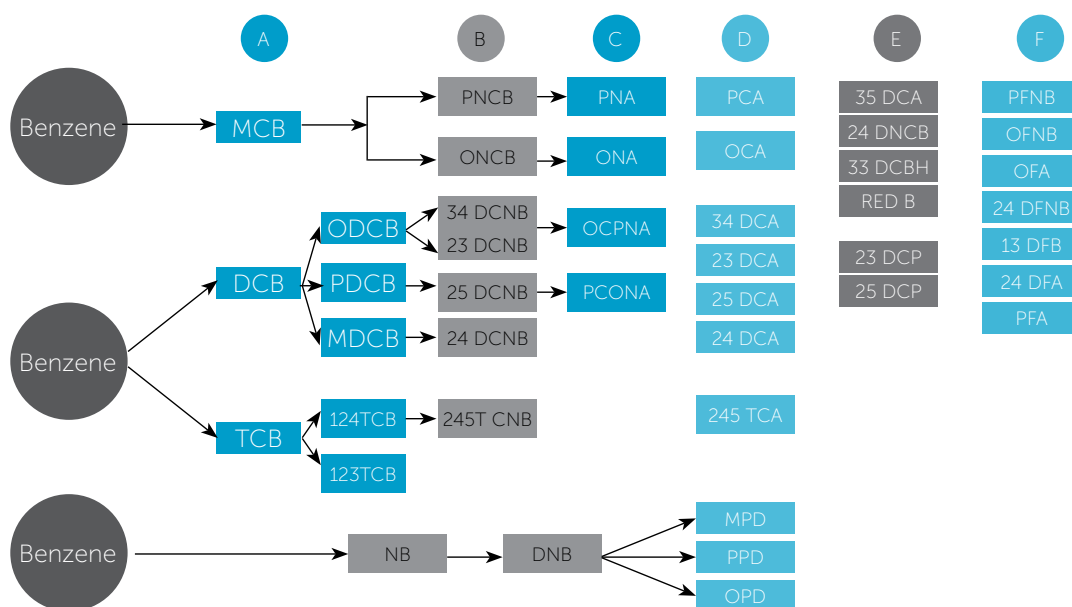 A
B
C
D
E
F
Benzene
MCB
PNCB
PNA
PCA
35 DCA
PFNB
ONCB
ONA
OCA
24 DNCB
OFNB
33 DCBH
OFA
RED B
24 DFNB
ODCB
34 DCNB
23 DCNB
OCPNA
34 DCA
23 DCA
23 DCP
13 DFB
Benzene
DCB
PDCB
25 DCNB
PCONA
25 DCA
25 DCP
24 DFA
MDCB
24 DCNB
24 DCA
PFA
TCB
124TCB
245T CNB
245 TCA
123TCB
Benzene
NB
DNB
MPD
PPD
OPD